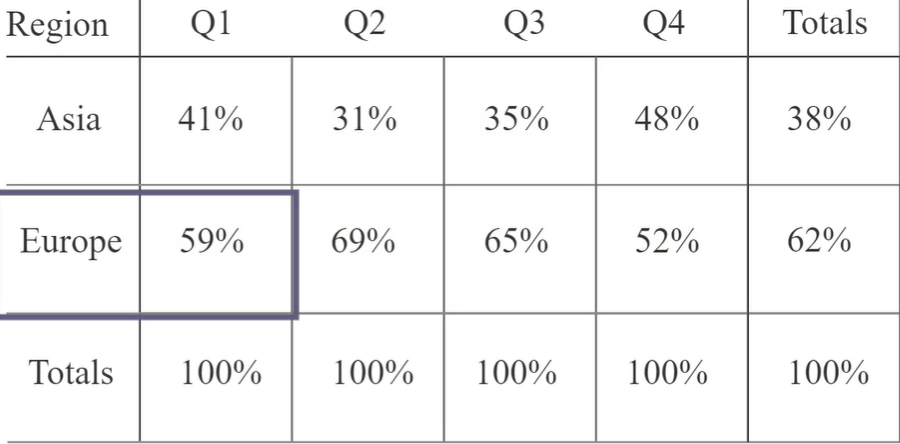 Region Q1 Q2 Q3 Q4 Totals
Asia 41% 31% 35% 48% 38%
Europe 59% 69% 65% 52% 62%
Totals 100% 100% 100% 100% 100%